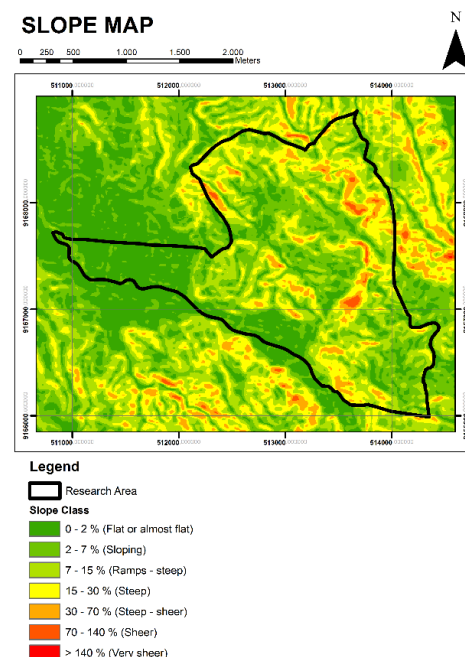 SLOPE MAP
N
0 250 500 1.000 1.500 2.000
Meters
511000 512000 513000 514000
9168000
9167000
9166000 9166000
511000 512000 513000 514000
Legend
Research Area
Slope Class
0 - 2 % (Flat or almost flat)
2 - 7 % (Sloping)
7 - 15 % (Ramps - steep)
15 - 30 % (Steep)
30 - 70 % (Steep - sheer)
70 - 140 % (Sheer)
> 140 % (Very sheer)